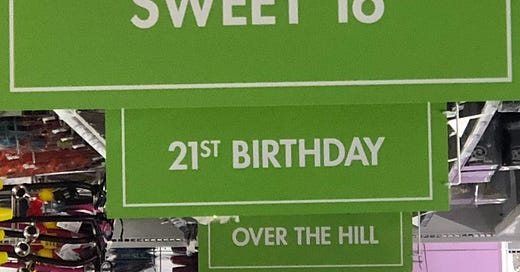 SWEET 16
21ST BIRTHDAY
OVER THE HILL